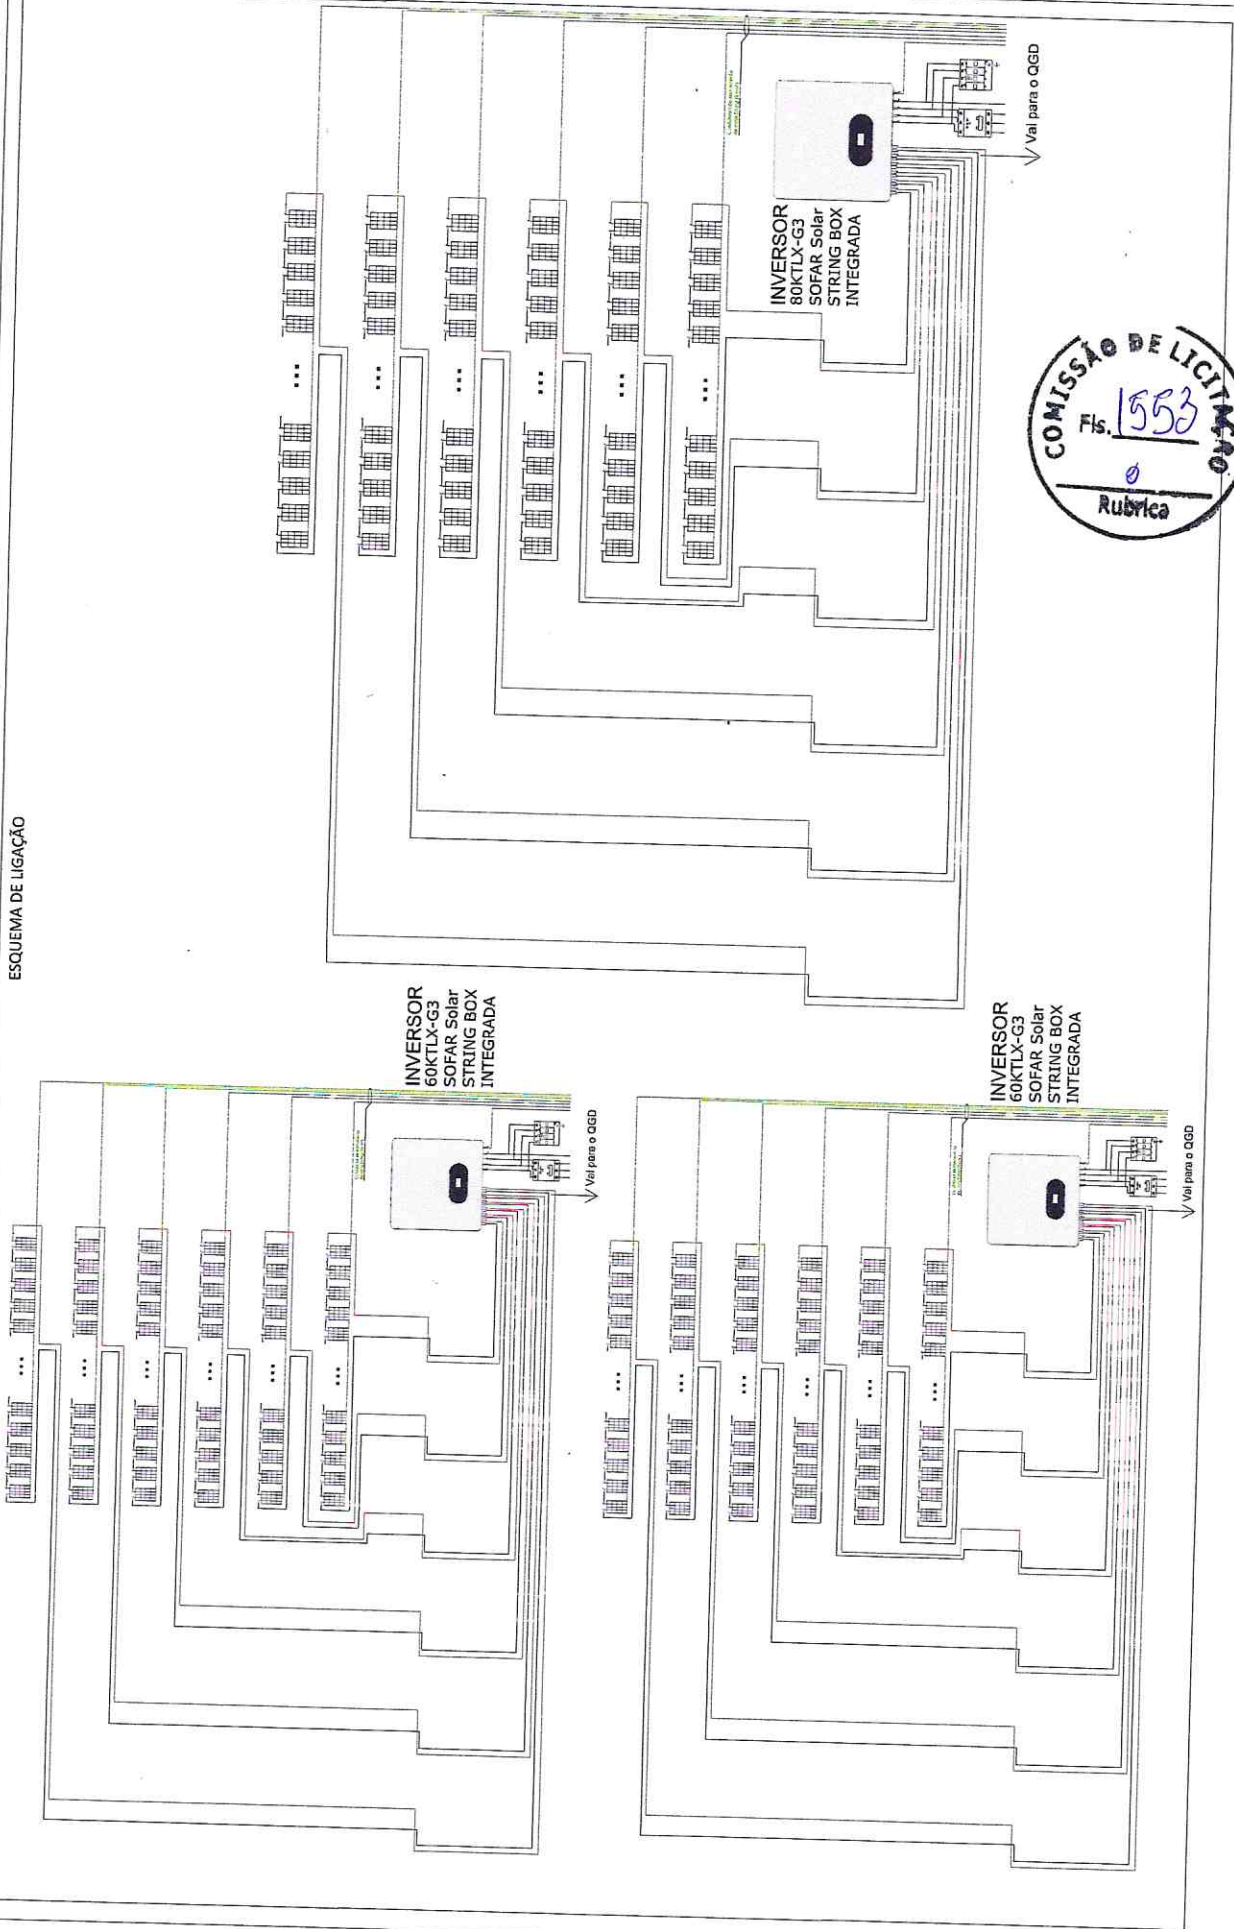 ESQUEMA DE LIGAÇÃO
INVERSOR
60KTLX-G3
SOFAR Solar
STRING BOX
INTEGRADA
Vai para o QGD
INVERSOR
60KTLX-G3
SOFAR Solar
STRING BOX
INTEGRADA
Vai para o QGD
INVERSOR
80KTLX-G3
SOFAR Solar
STRING BOX
INTEGRADA
Vai para o QGD
COMISSÃO DE LICITAÇÃO
Fls. 1553
Rubrica